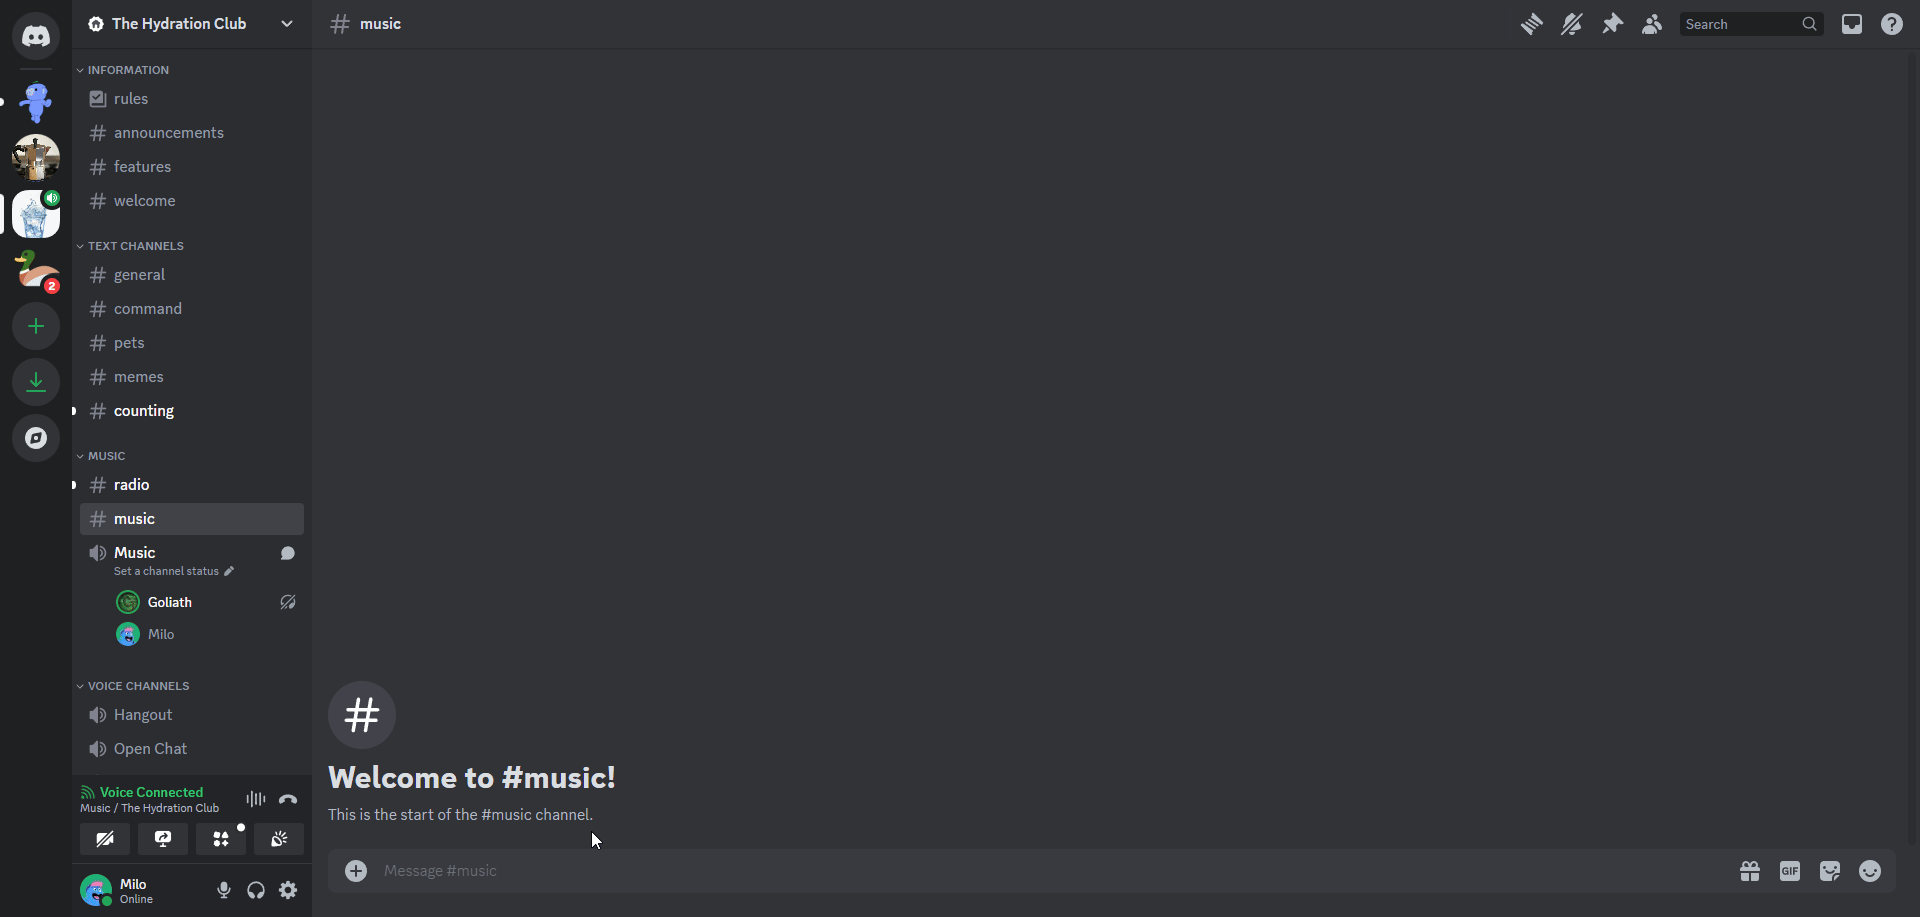 The Hydration Club
INFORMATION
rules
announcements
features
welcome
TEXT CHANNELS
general
command
pets
memes
counting
MUSIC
radio
music
Music
Set a channel status
Goliath
Milo
VOICE CHANNELS
Hangout
Open Chat
Voice Connected
Music / The Hydration Club
Milo
Online
2
music
Search
Welcome to #music!
This is the start of the #music channel.
Message #music
GIF